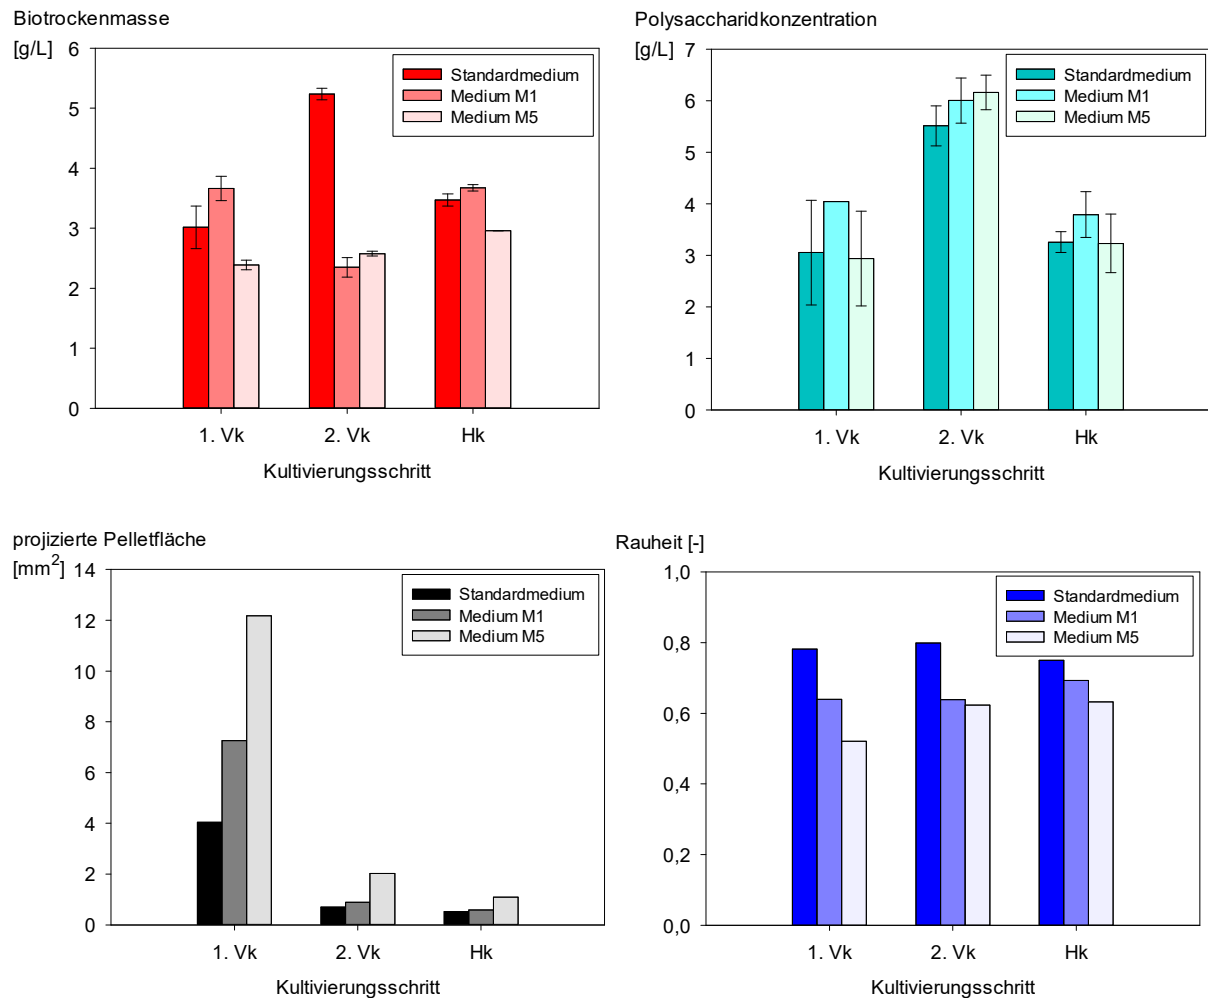 Biotrockenmasse
[g/L]
6
5
4
3
2
1
0
Standardmedium
Medium M1
Medium M5
1. Vk
2. Vk
Hk
Kultivierungsschritt
Polysaccharidkonzentration
[g/L]
7
6
5
4
3
2
1
0
Standardmedium
Medium M1
Medium M5
1. Vk
2. Vk
Hk
Kultivierungsschritt
projizierte Pelletfläche
[mm²]
14
12
10
8
6
4
2
0
Standardmedium
Medium M1
Medium M5
1. Vk
2. Vk
Hk
Kultivierungsschritt
Rauheit [-]
1,0
0,8
0,6
0,4
0,2
0,0
Standardmedium
Medium M1
Medium M5
1. Vk
2. Vk
Hk
Kultivierungsschritt